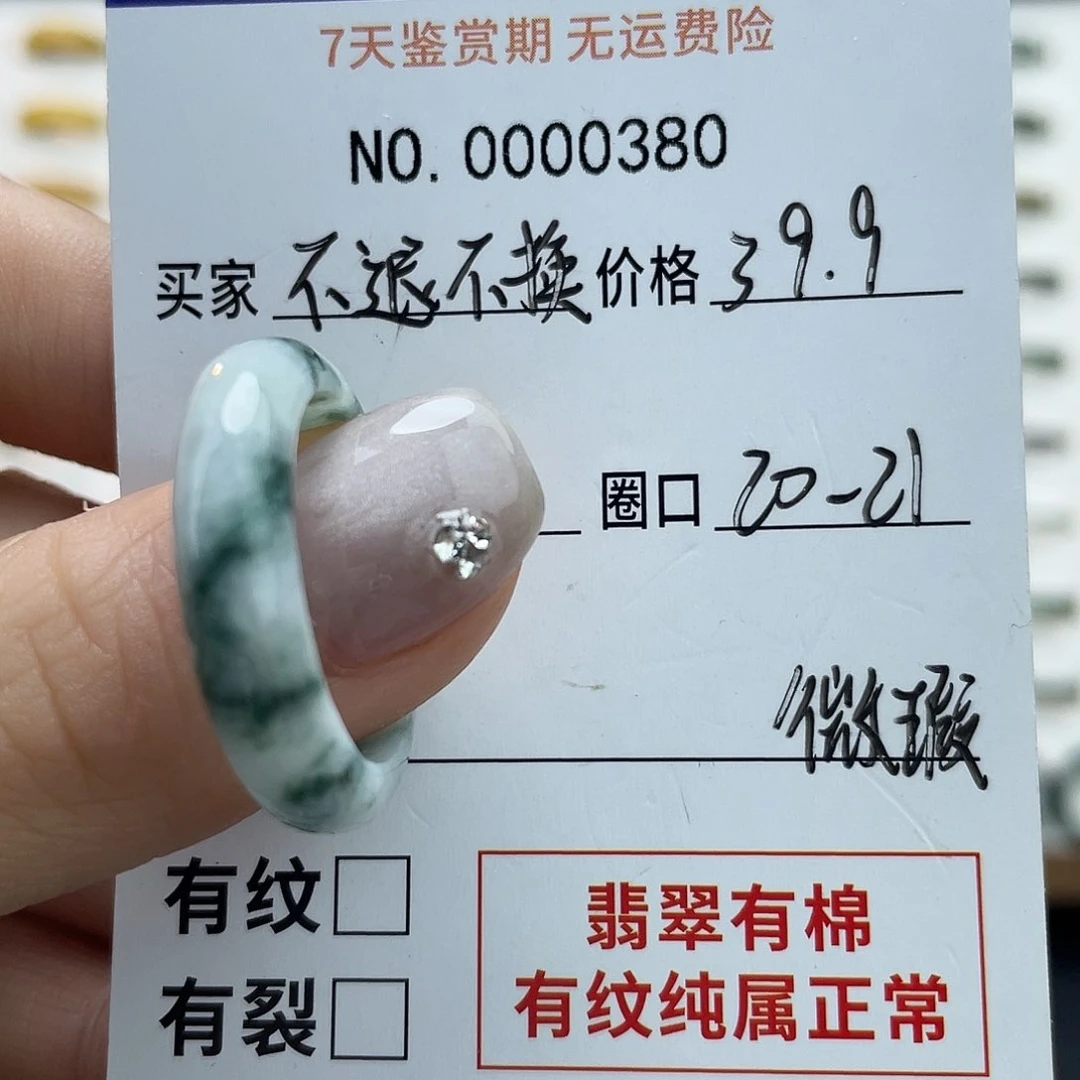 7天鉴赏期 无运费险
NO. 0000380
买家 不退不换 价格 39.9
圈口 20-21
微瑕
有纹
有裂
翡翠有棉
有纹纯属正常